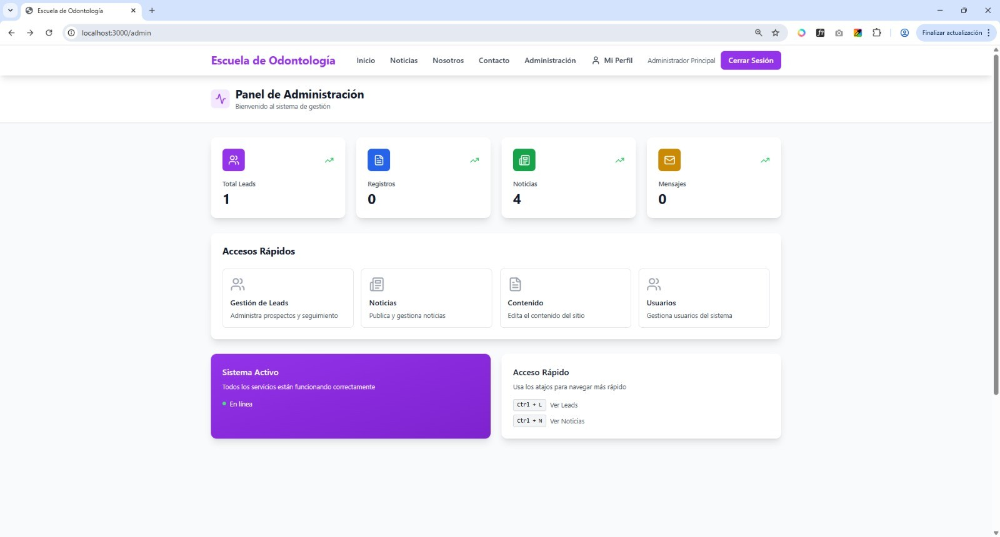 Escuela de Odontología
localhost:3000/admin
Finalizar actualización
Escuela de Odontología
Inicio
Noticias
Nosotros
Contacto
Administración
Mi Perfil
Administrador Principal
Cerrar Sesión
Panel de Administración
Bienvenido al sistema de gestión
Total Leads
1
Registros
0
Noticias
4
Mensajes
0
Accesos Rápidos
Gestión de Leads
Administra prospectos y seguimiento
Noticias
Publica y gestiona noticias
Contenido
Edita el contenido del sitio
Usuarios
Gestiona usuarios del sistema
Sistema Activo
Todos los servicios están funcionando correctamente
En línea
Acceso Rápido
Usa los atajos para navegar más rápido
Ctrl + L Ver Leads
Ctrl + N Ver Noticias